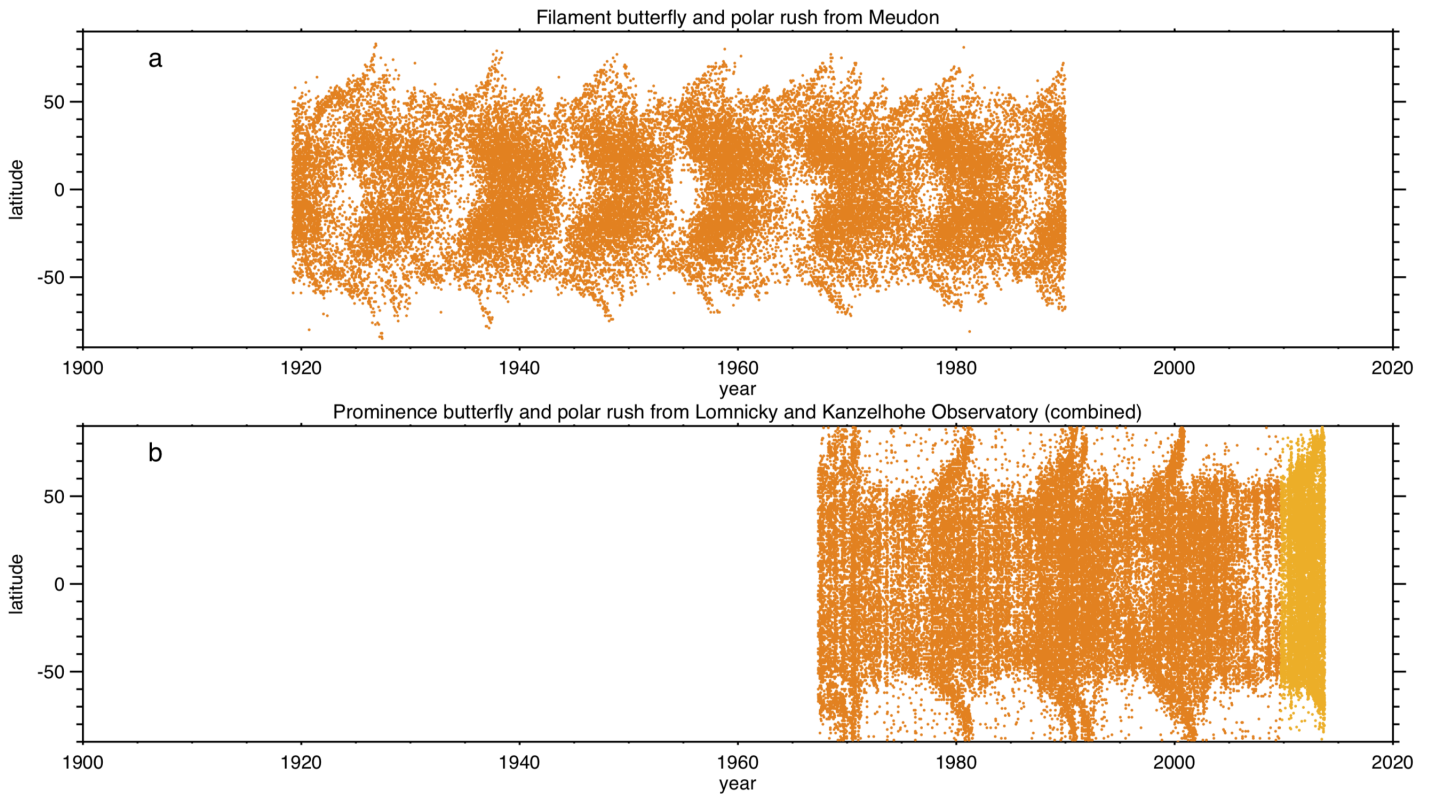 Filament butterfly and polar rush from Meudon
a
50
0
-50
latitude
1900 1920 1940 1960 1980 2000 2020
year
Prominence butterfly and polar rush from Lomnicky and Kanzelhohe Observatory (combined)
b
50
0
-50
latitude
1900 1920 1940 1960 1980 2000 2020
year